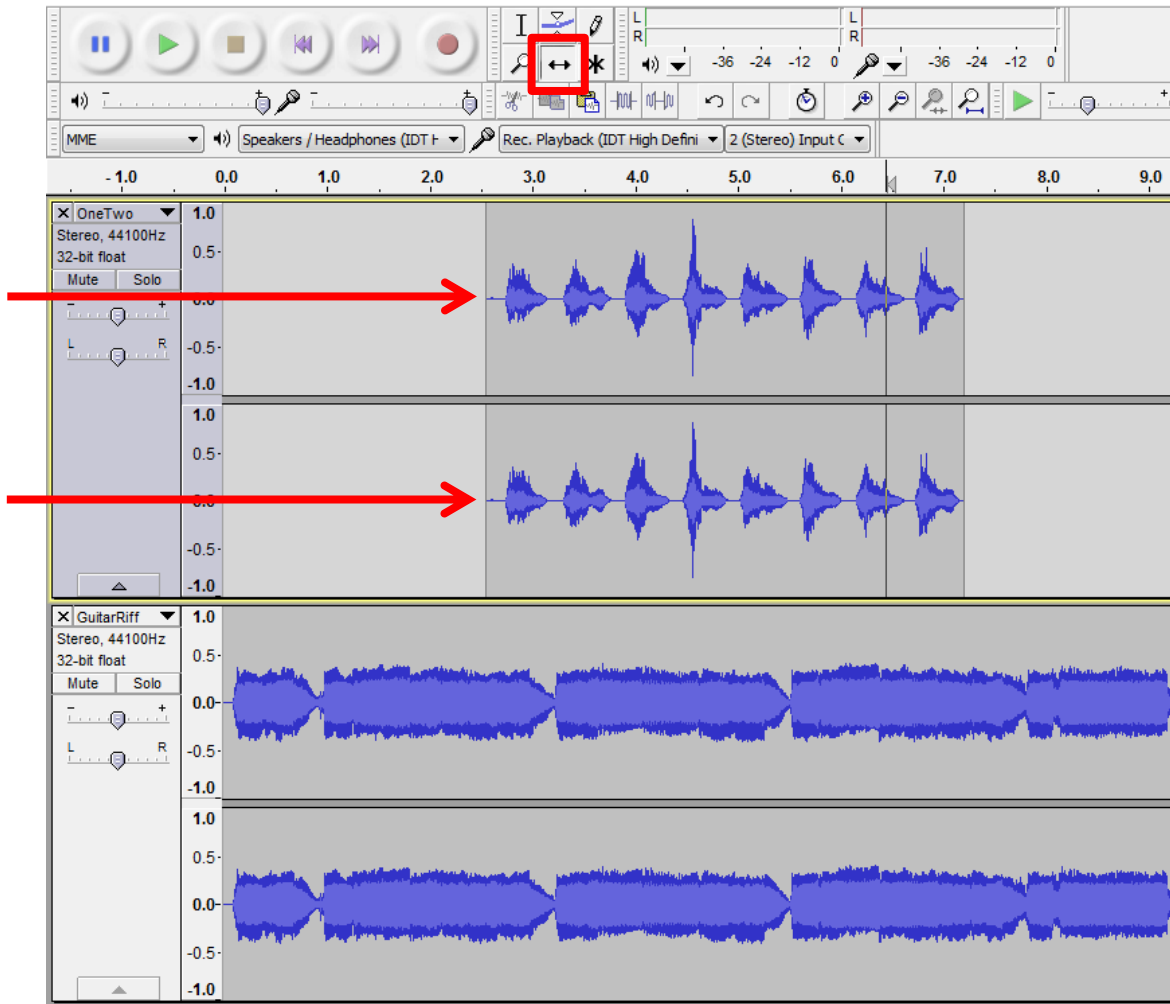 L
R
L
R
-36 -24 -12 0
-36 -24 -12 0
MME
Speakers / Headphones (IDT H
Rec. Playback (IDT High Defini
2 (Stereo) Input C
- 1.0 0.0 1.0 2.0 3.0 4.0 5.0 6.0 7.0 8.0 9.0
X OneTwo
Stereo, 44100Hz
32-bit float
Mute Solo
- +
L R
1.0
0.5
0.0
-0.5
-1.0
1.0
0.5
0.0
-0.5
-1.0
X GuitarRiff
Stereo, 44100Hz
32-bit float
Mute Solo
- +
L R
1.0
0.5
0.0
-0.5
-1.0
1.0
0.5
0.0
-0.5
-1.0